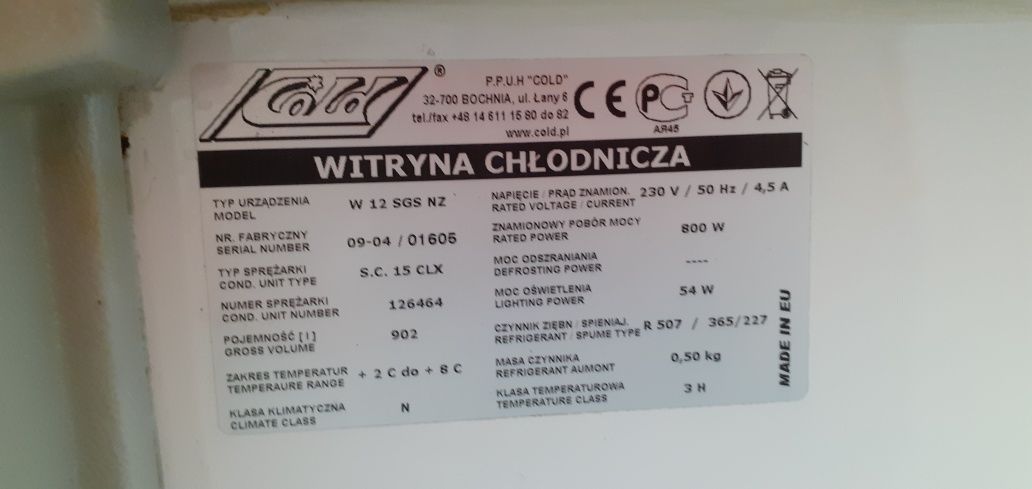 Cold ®
P.P.U.H "COLD"
32-700 BOCHNIA, ul. Łany 6
tel./fax +48 14 611 15 80 do 82
www.cold.pl
CE
PCT
АЯ45
WITRYNA CHŁODNICZA
TYP URZĄDZENIA
MODEL
W 12 SGS NZ
NR. FABRYCZNY
SERIAL NUMBER
09-04 / 01605
TYP SPRĘŻARKI
COND. UNIT TYPE
S.C. 15 CLX
NUMER SPRĘŻARKI
COND. UNIT NUMBER
126464
POJEMNOŚĆ [ l ]
GROSS VOLUME
902
ZAKRES TEMPERATUR
TEMPERAURE RANGE
+ 2 C do + 8 C
KLASA KLIMATYCZNA
CLIMATE CLASS
N
NAPIĘCIE / PRĄD ZNAMION.
RATED VOLTAGE / CURRENT
230 V / 50 Hz / 4,5 A
ZNAMIONOWY POBÓR MOCY
RATED POWER
800 W
MOC ODSZRANIANIA
DEFROSTING POWER
----
MOC OŚWIETLENIA
LIGHTING POWER
54 W
CZYNNIK ZIĘBN / SPIENIAJ.
REFRIGERANT / SPUME TYPE
R 507 / 365/227
MASA CZYNNIKA
REFRIGERANT AUMONT
0,50 kg
KLASA TEMPERATUROWA
TEMPERATURE CLASS
3 H
MADE IN EU